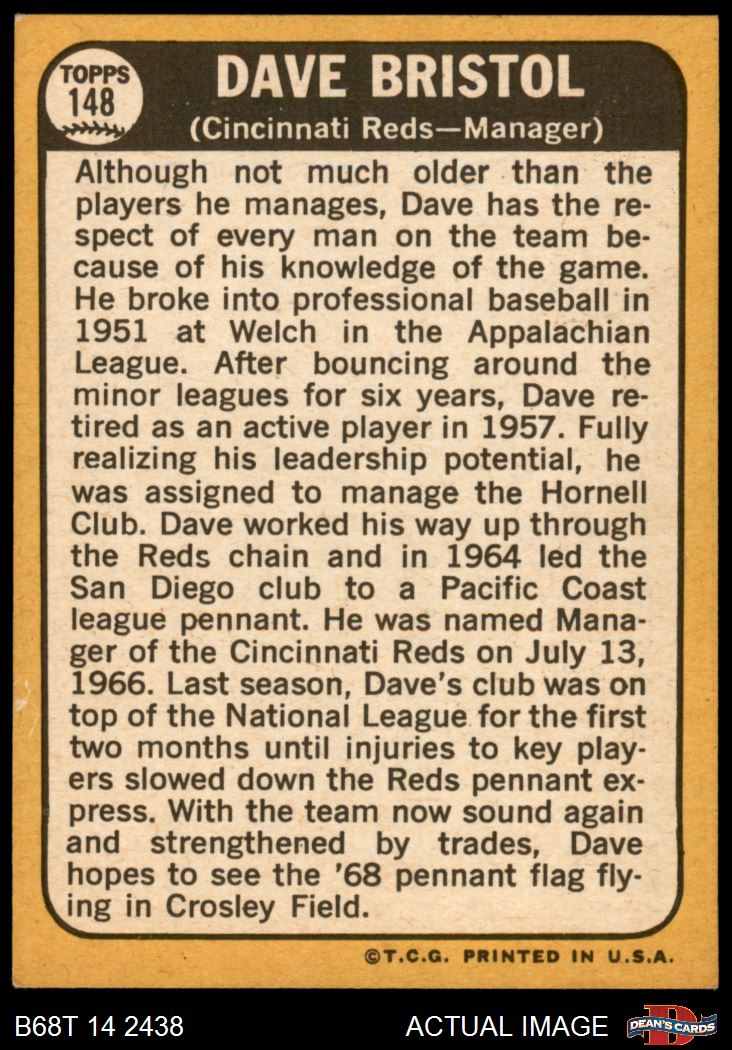 TOPPS
148
DAVE BRISTOL
(Cincinnati Reds—Manager)
Although not much older than the
players he manages, Dave has the re-
spect of every man on the team be-
cause of his knowledge of the game.
He broke into professional baseball in
1951 at Welch in the Appalachian
League. After bouncing around the
minor leagues for six years, Dave re-
tired as an active player in 1957. Fully
realizing his leadership potential, he
was assigned to manage the Hornell
Club. Dave worked his way up through
the Reds chain and in 1964 led the
San Diego club to a Pacific Coast
league pennant. He was named Mana-
ger of the Cincinnati Reds on July 13,
1966. Last season, Dave's club was on
top of the National League for the first
two months until injuries to key play-
ers slowed down the Reds pennant ex-
press. With the team now sound again
and strengthened by trades, Dave
hopes to see the '68 pennant flag fly-
ing in Crosley Field.
©T.C.G. PRINTED IN U.S.A.
B68T 14 2438
ACTUAL IMAGE
D
DEAN'S CARDS